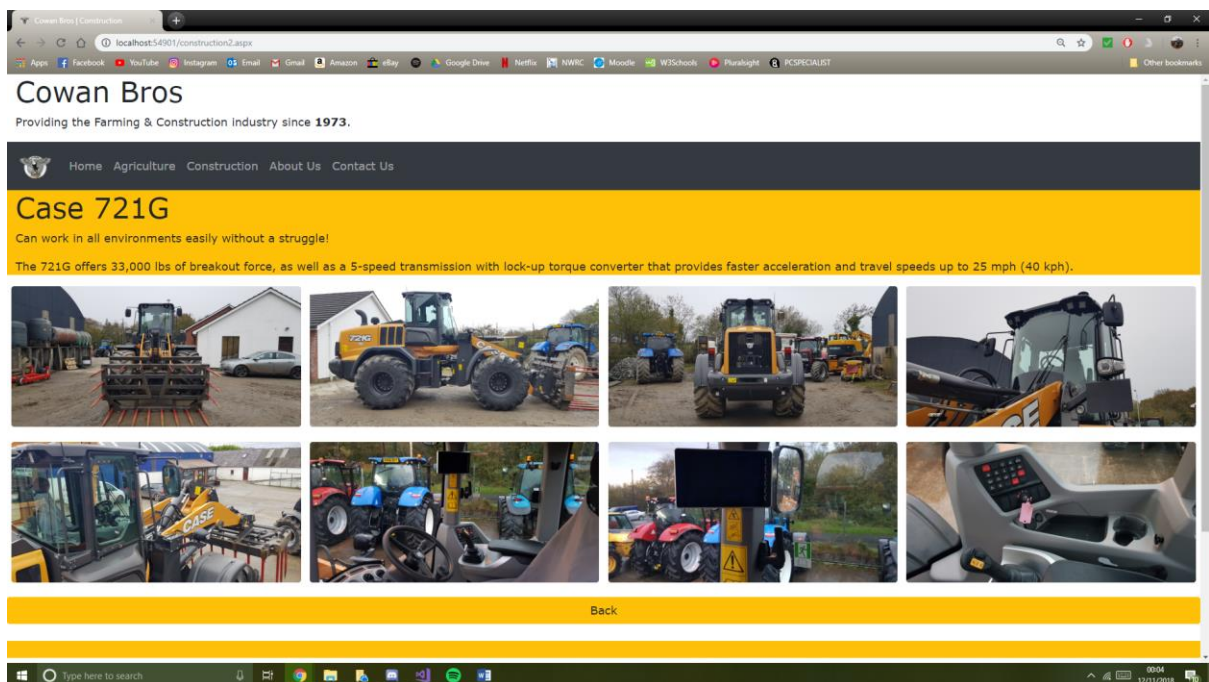 Cowan Bros | Construction
localhost:54901/construction2.aspx
Apps Facebook YouTube Instagram Email Gmail Amazon eBay Google Drive Netflix NWRC Moodle W3Schools Pluralsight PCSPECIALIST Other bookmarks
Cowan Bros
Providing the Farming & Construction industry since 1973.
Home Agriculture Construction About Us Contact Us
Case 721G
Can work in all environments easily without a struggle!
The 721G offers 33,000 lbs of breakout force, as well as a 5-speed transmission with lock-up torque converter that provides faster acceleration and travel speeds up to 25 mph (40 kph).
721G
CASE
CASE
CASE
Back
Type here to search
00:04
12/11/2018